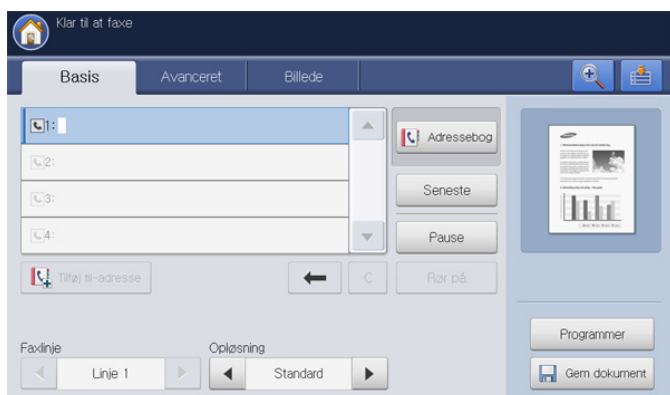 Klar til at faxe
Basis
Avanceret
Billede
1:
2:
3:
4:
Adressebog
Seneste
Pause
Tilføj til-adresse
C
Rør på
Faxlinje
Linje 1
Opløsning
Standard
Programmer
Gem dokument